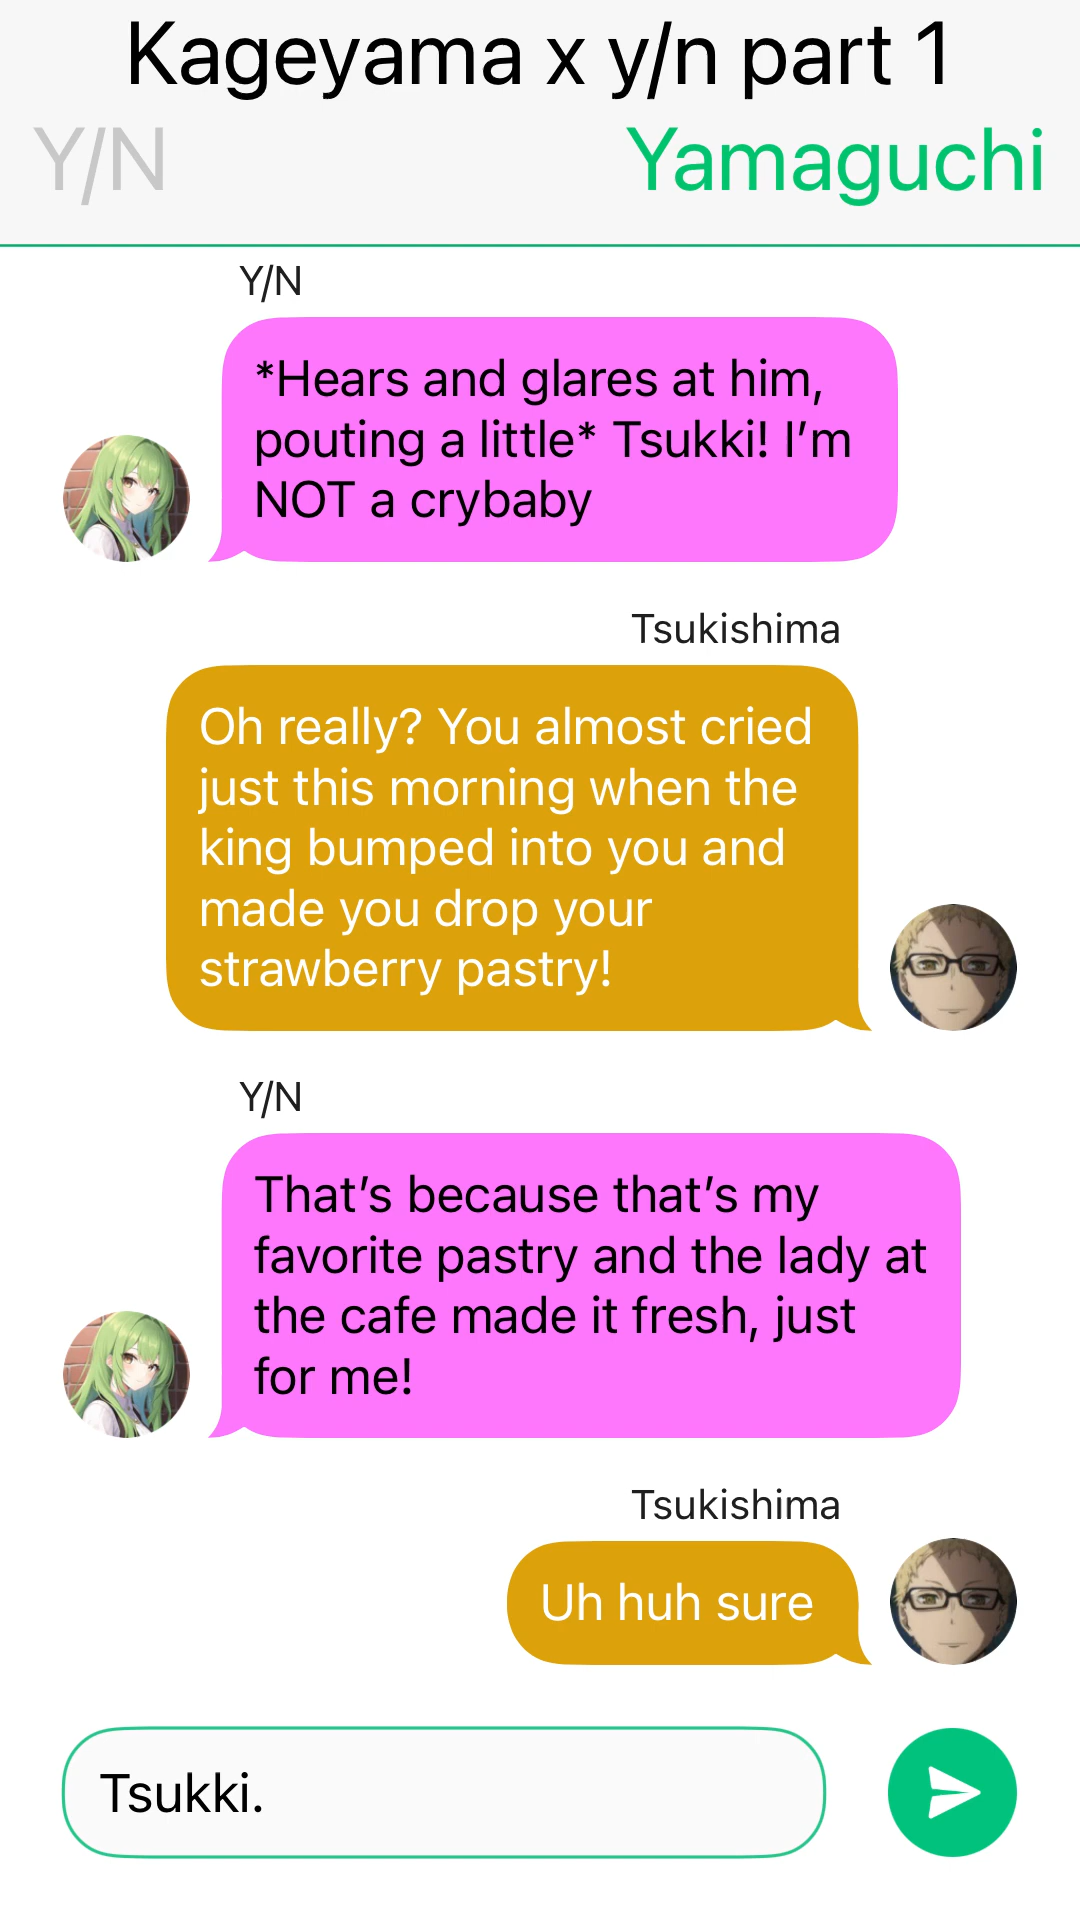 Kageyama x y/n part 1
Y/N Yamaguchi
Y/N
*Hears and glares at him,
pouting a little* Tsukki! I’m
NOT a crybaby
Tsukishima
Oh really? You almost cried
just this morning when the
king bumped into you and
made you drop your
strawberry pastry!
Y/N
That’s because that’s my
favorite pastry and the lady at
the cafe made it fresh, just
for me!
Tsukishima
Uh huh sure
Tsukki.